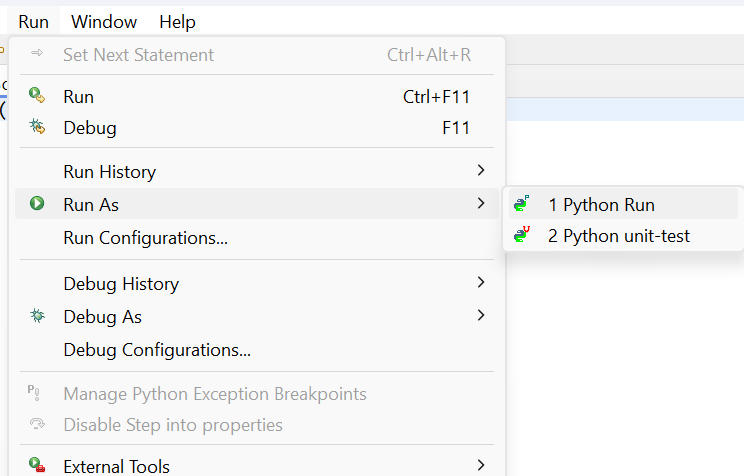 Run Window Help
Set Next Statement Ctrl+Alt+R
Run Ctrl+F11
Debug F11
Run History
Run As
1 Python Run
Run Configurations...
2 Python unit-test
Debug History
Debug As
Debug Configurations...
Manage Python Exception Breakpoints
Disable Step into properties
External Tools